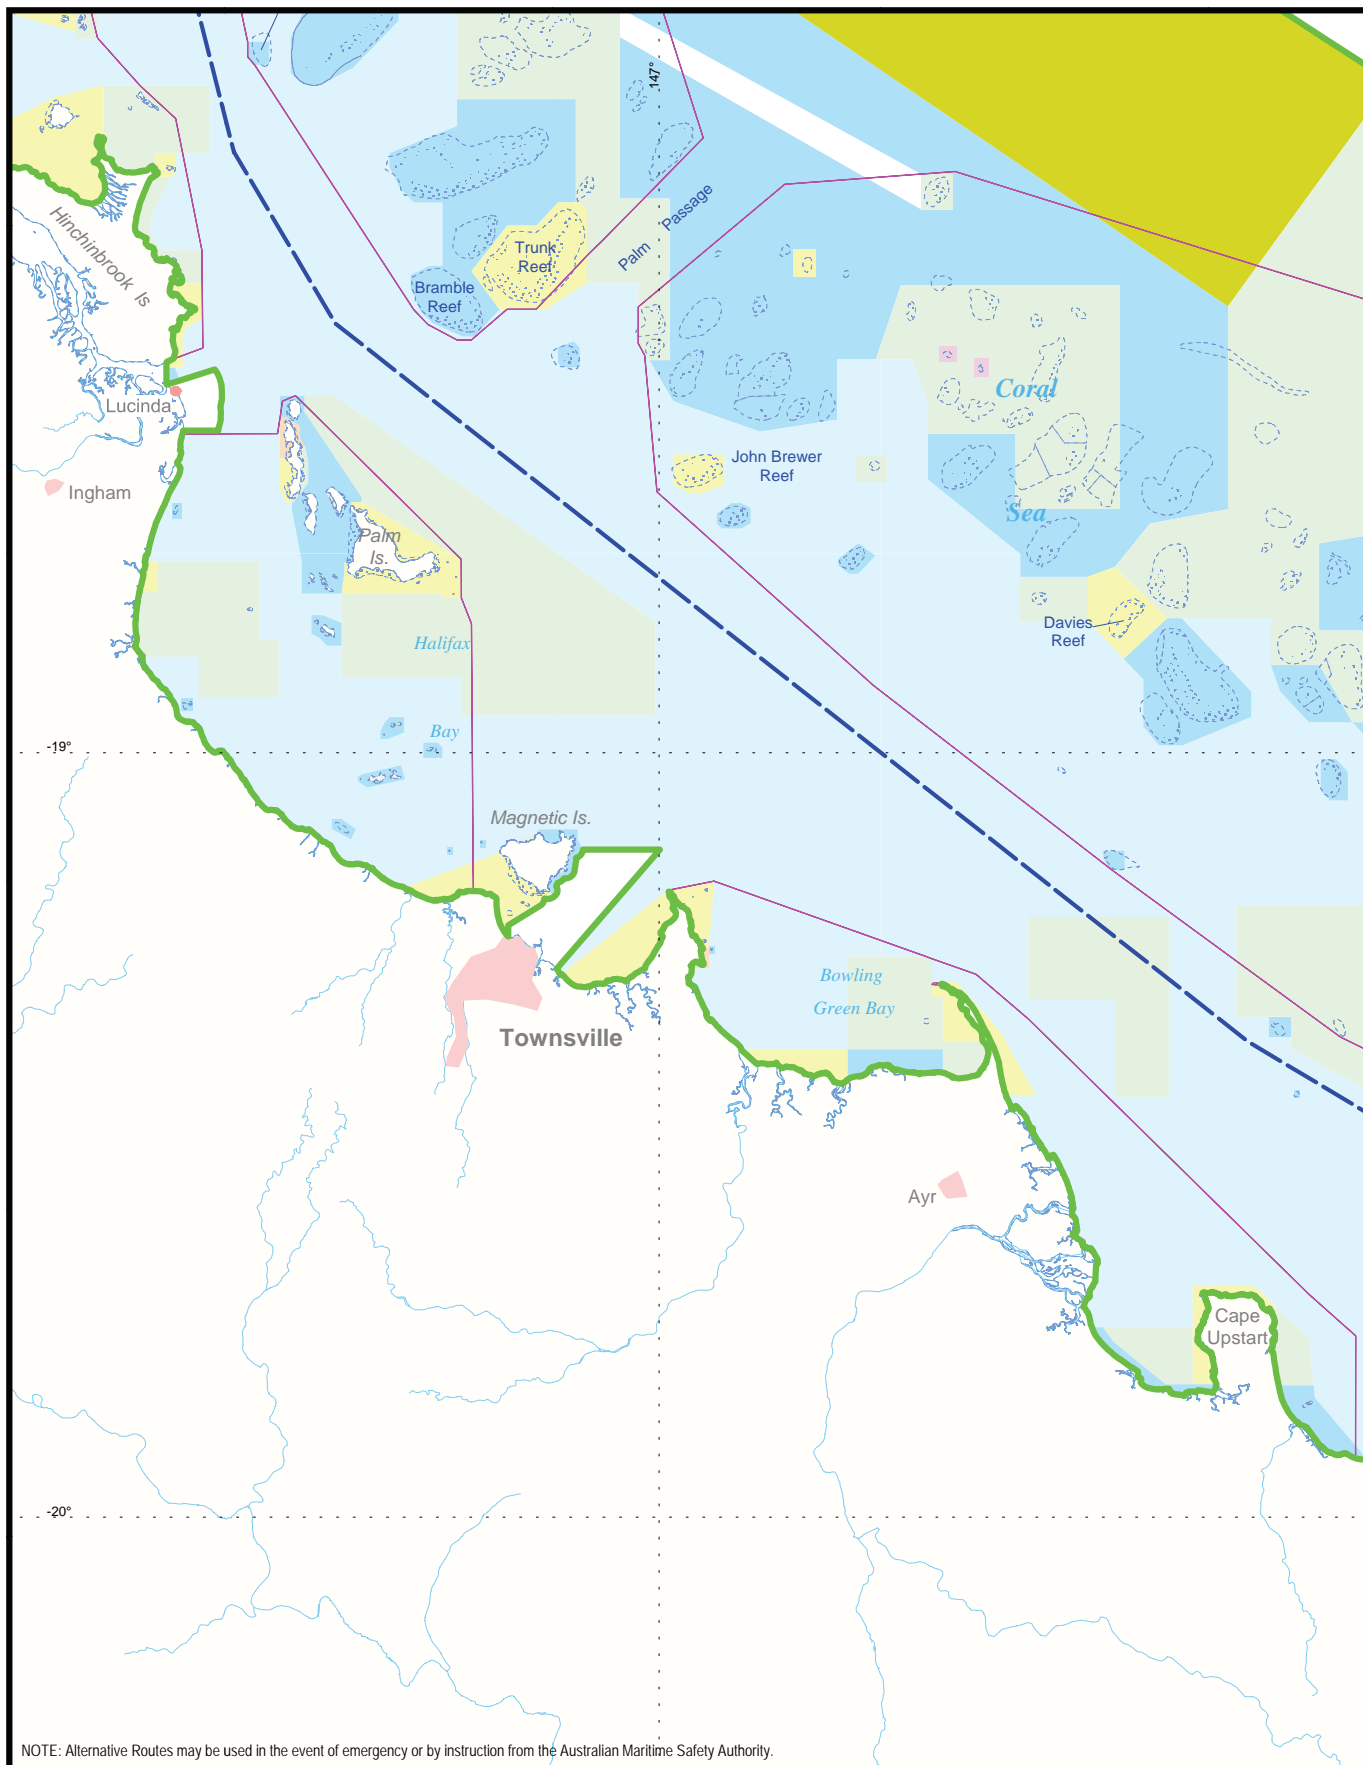 147°
Palm Passage
Hinchinbrook Is
Trunk
Reef
Bramble
Reef
Lucinda
Coral
John Brewer
Reef
Ingham
Sea
Palm
Is.
Davies
Reef
Halifax
Bay
-19°
Magnetic Is.
Bowling
Green Bay
Townsville
Ayr
Cape
Upstart
-20°
NOTE: Alternative Routes may be used in the event of emergency or by instruction from the Australian Maritime Safety Authority.